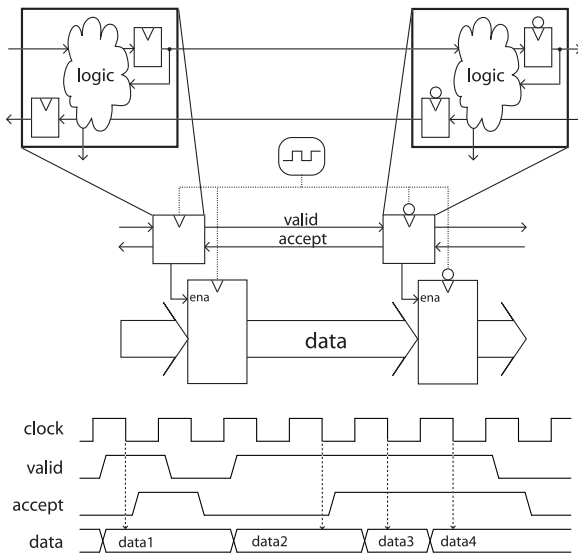 logic
logic
valid
accept
ena
ena
data
clock
valid
accept
data
data1
data2
data3
data4